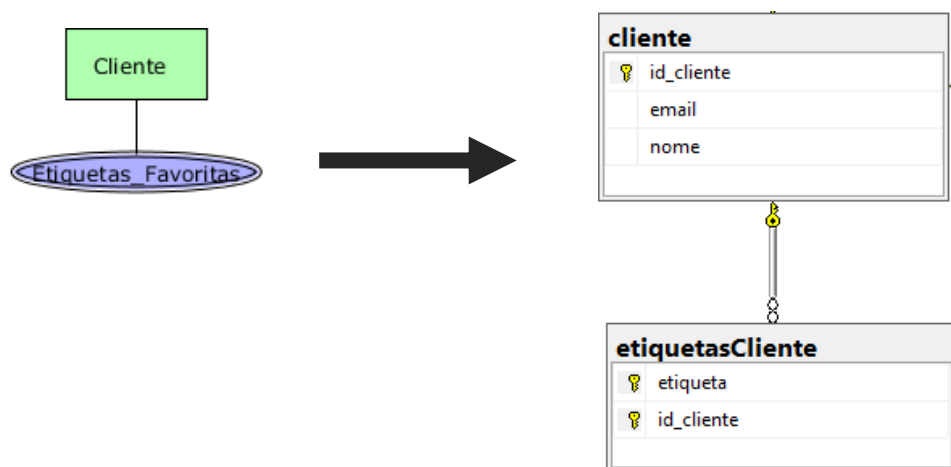 Cliente
Etiquetas_Favoritas
cliente
id_cliente
email
nome
etiquetasCliente
etiqueta
id_cliente